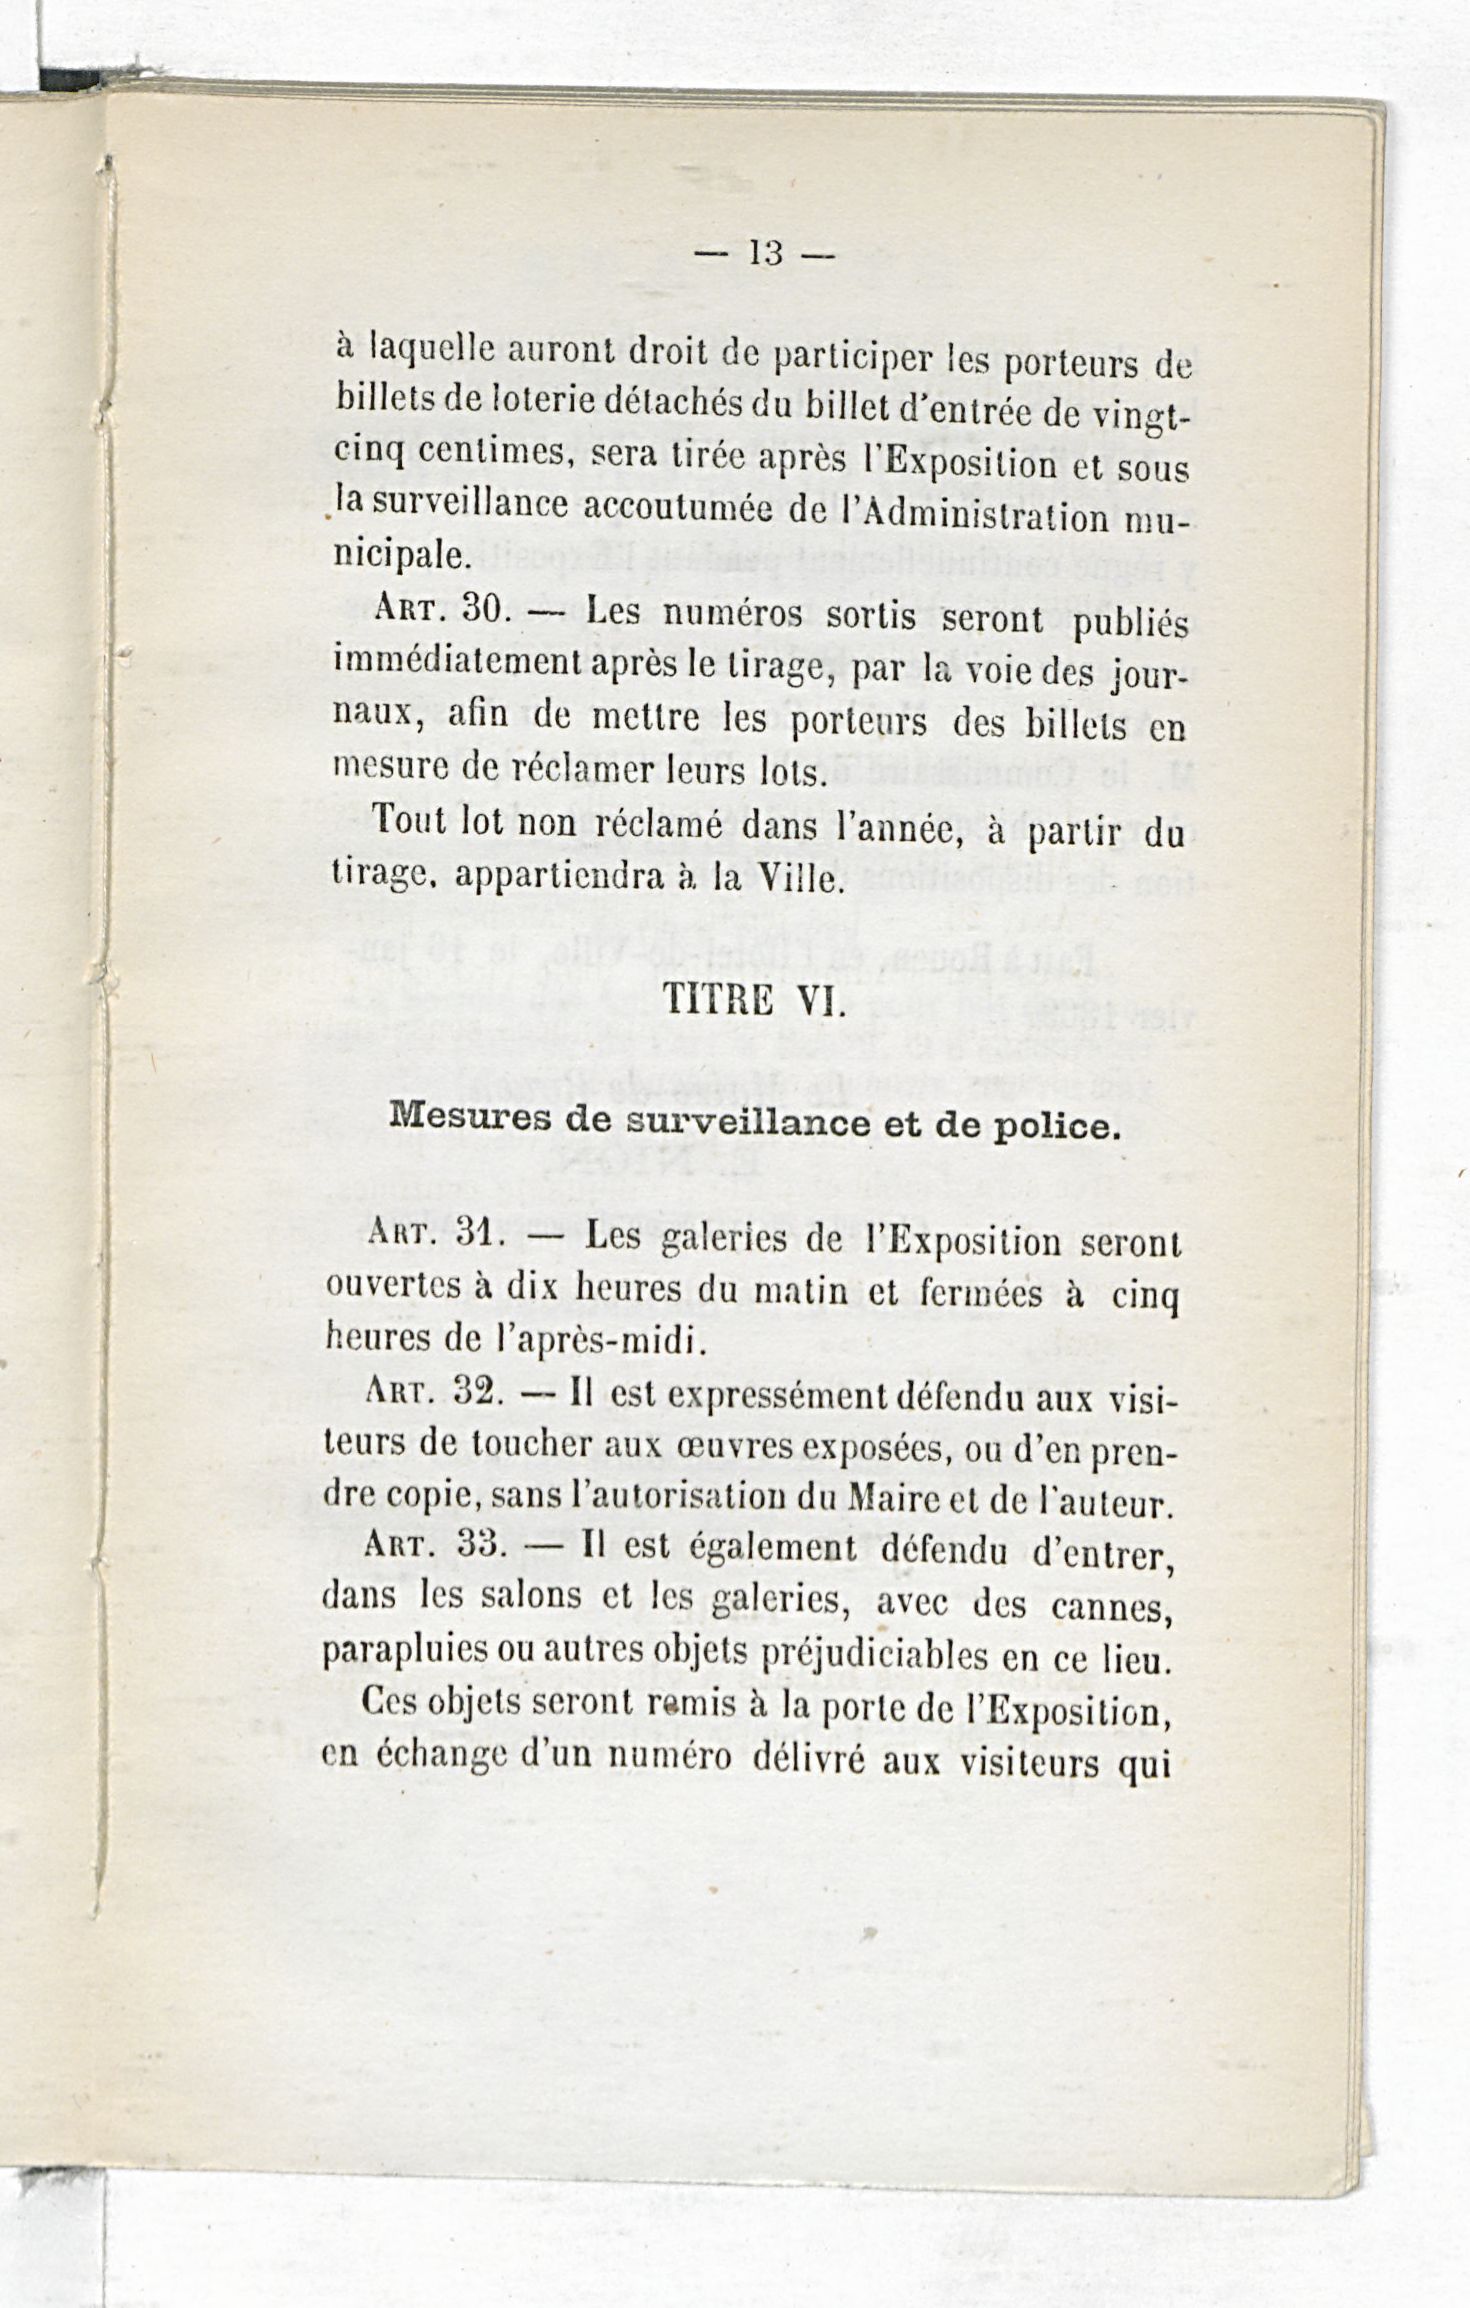 — 13 —
à laquelle auront droit de participer les porteurs de
billets de loterie détachés du billet d'entrée de vingt-
cinq centimes, sera tirée après l'Exposition et sous
la surveillance accoutumée de l'Administration mu-
nicipale.
ART. 30. — Les numéros sortis seront publiés
immédiatement après le tirage, par la voie des jour-
naux, afin de mettre les porteurs des billets en
mesure de réclamer leurs lots.
Tout lot non réclamé dans l'année, à partir du
tirage, appartiendra à la Ville.
TITRE VI.
Mesures de surveillance et de police.
ART. 31. — Les galeries de l'Exposition seront
ouvertes à dix heures du matin et fermées à cinq
heures de l'après-midi.
ART. 32. — Il est expressément défendu aux visi-
teurs de toucher aux œuvres exposées, ou d'en pren-
dre copie, sans l'autorisation du Maire et de l'auteur.
ART. 33. — Il est également défendu d'entrer,
dans les salons et les galeries, avec des cannes,
parapluies ou autres objets préjudiciables en ce lieu.
Ces objets seront remis à la porte de l'Exposition,
en échange d'un numéro délivré aux visiteurs qui